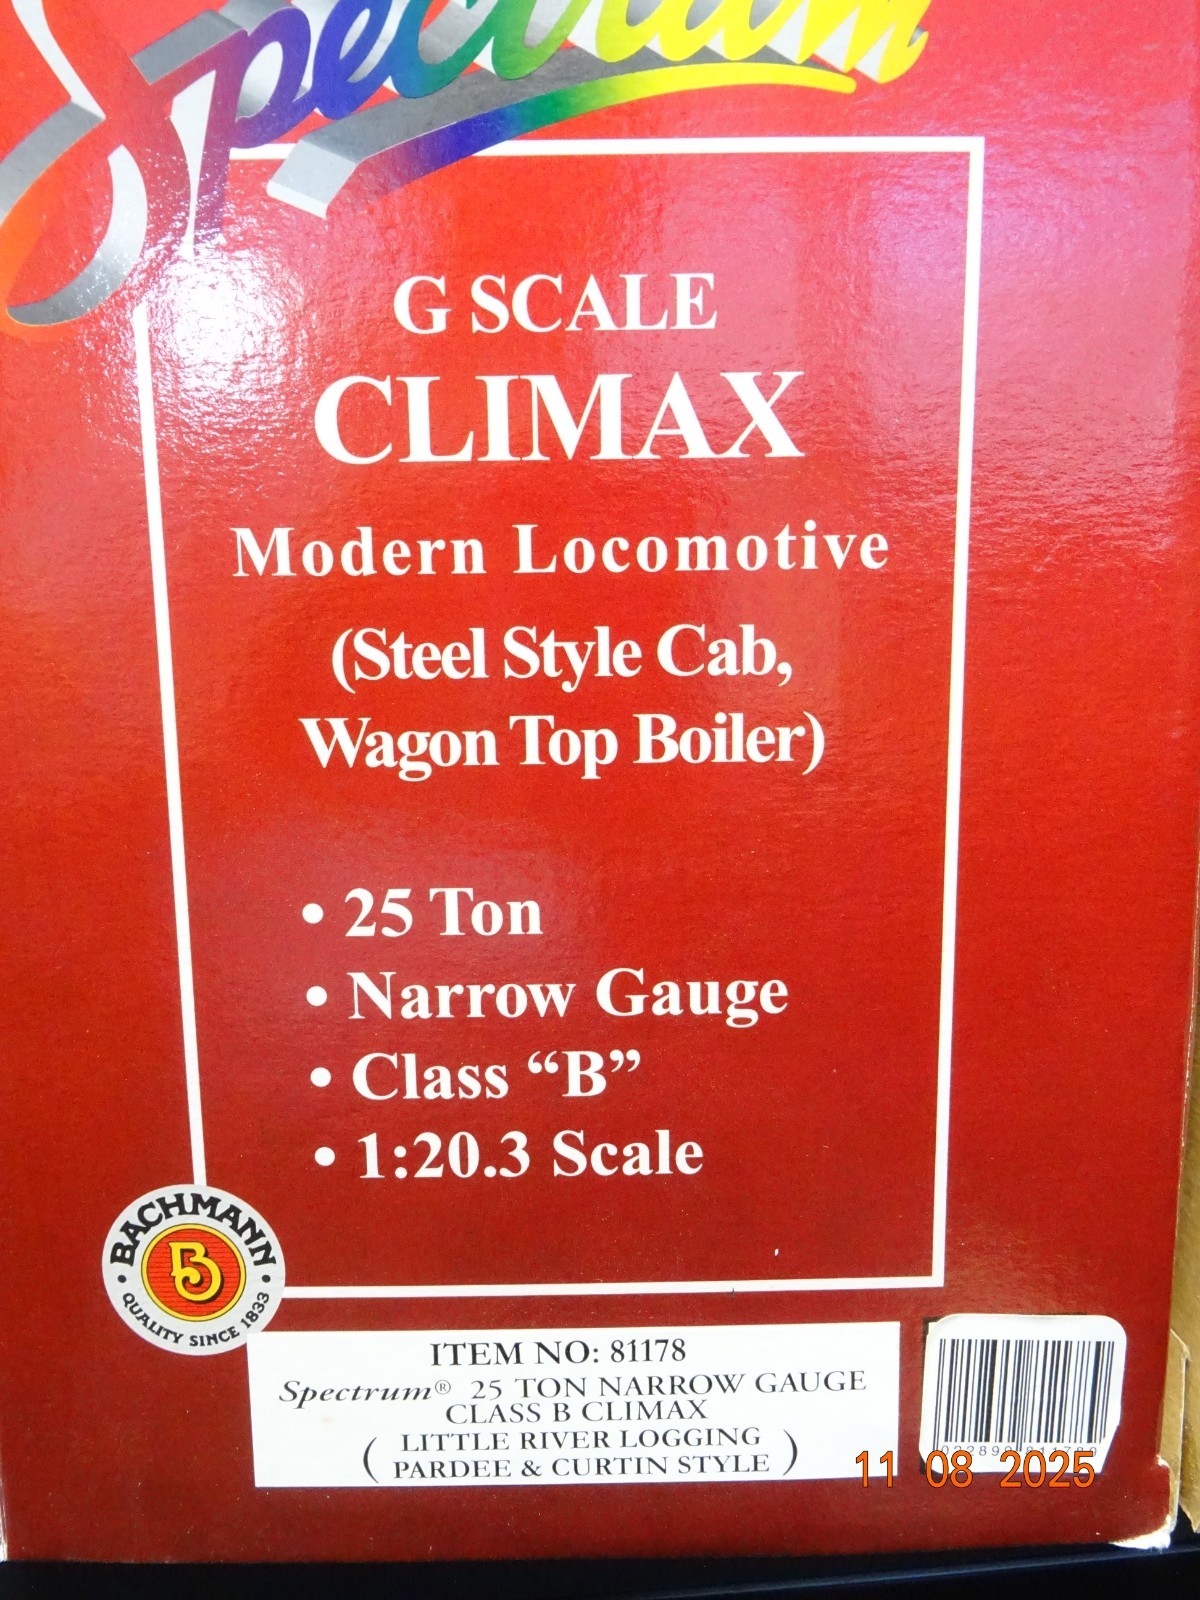 Spectrum
G SCALE
CLIMAX
Modern Locomotive
(Steel Style Cab,
Wagon Top Boiler)
• 25 Ton
• Narrow Gauge
• Class “B”
• 1:20.3 Scale
BACHMANN
B
• QUALITY SINCE 1833 •
ITEM NO: 81178
Spectrum® 25 TON NARROW GAUGE
CLASS B CLIMAX
( LITTLE RIVER LOGGING
PARDEE & CURTIN STYLE )
11 08 2025